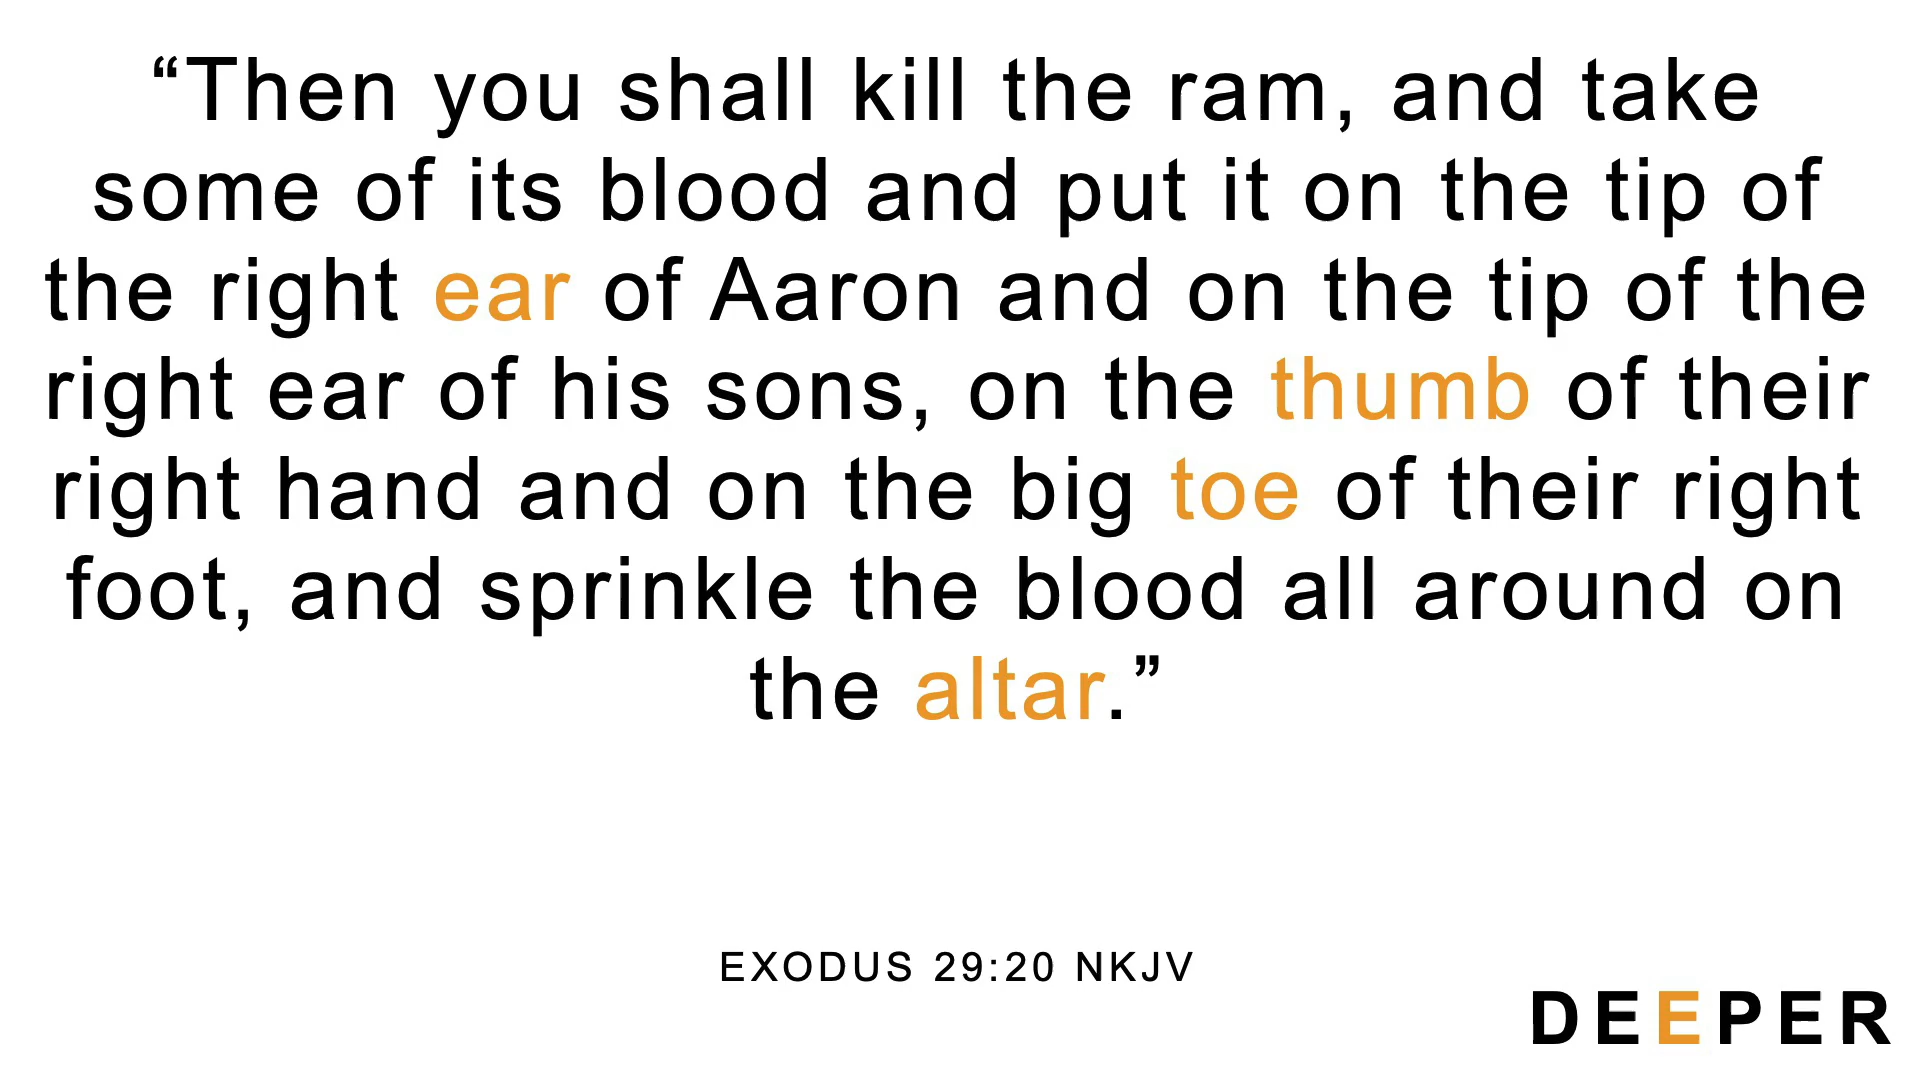 “Then you shall kill the ram, and take
some of its blood and put it on the tip of
the right ear of Aaron and on the tip of the
right ear of his sons, on the thumb of their
right hand and on the big toe of their right
foot, and sprinkle the blood all around on
the altar.”
EXODUS 29:20 NKJV
DEEPER